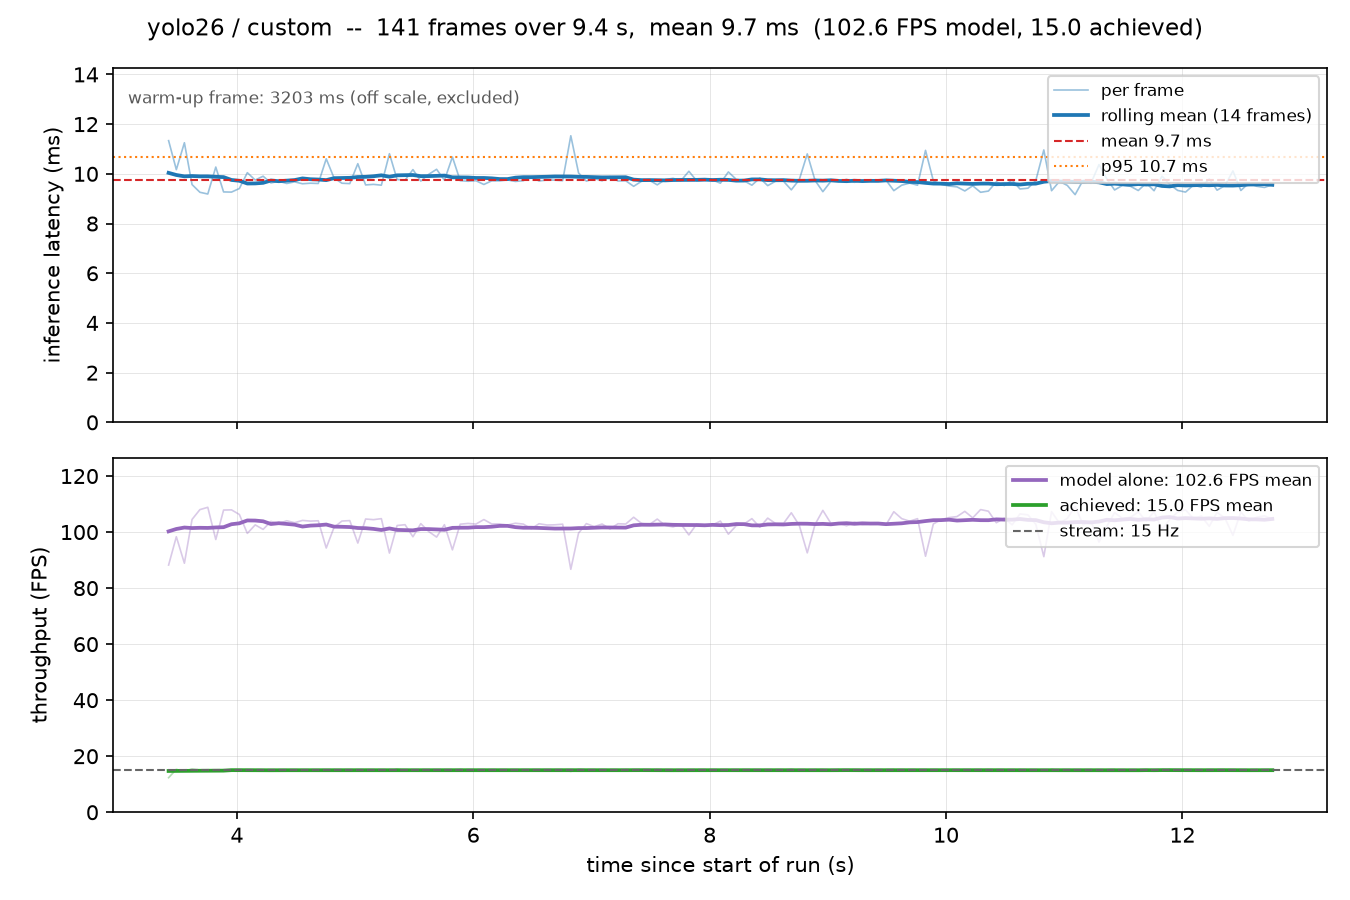 yolo26 / custom  --  141 frames over 9.4 s,  mean 9.7 ms  (102.6 FPS model, 15.0 achieved)
14
12
10
8
6
4
2
0
inference latency (ms)
warm-up frame: 3203 ms (off scale, excluded)
per frame
rolling mean (14 frames)
mean 9.7 ms
p95 10.7 ms
120
100
80
60
40
20
0
throughput (FPS)
model alone: 102.6 FPS mean
achieved: 15.0 FPS mean
stream: 15 Hz
4
6
8
10
12
time since start of run (s)